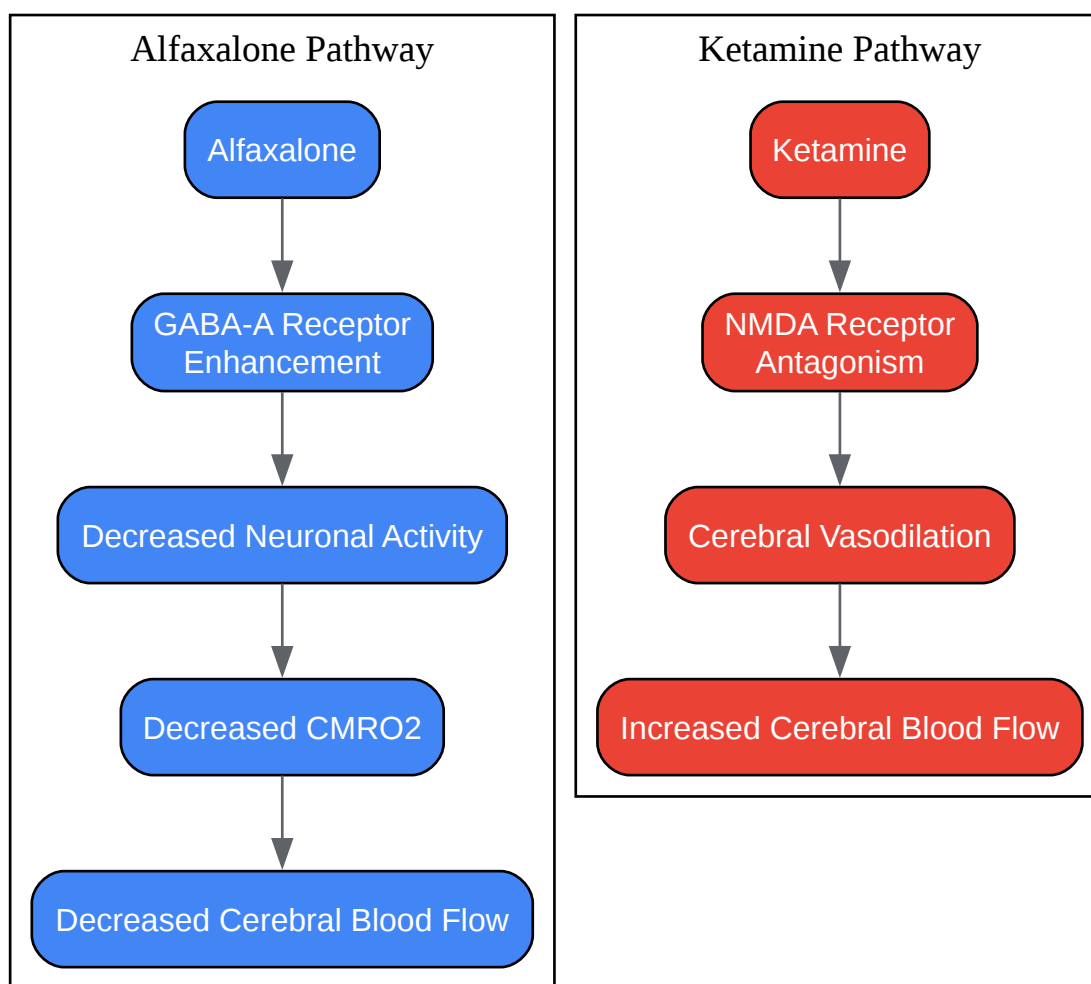 Alfaxalone Pathway
Alfaxalone
GABA-A Receptor
Enhancement
Decreased Neuronal Activity
Decreased CMRO2
Decreased Cerebral Blood Flow
Ketamine Pathway
Ketamine
NMDA Receptor
Antagonism
Cerebral Vasodilation
Increased Cerebral Blood Flow